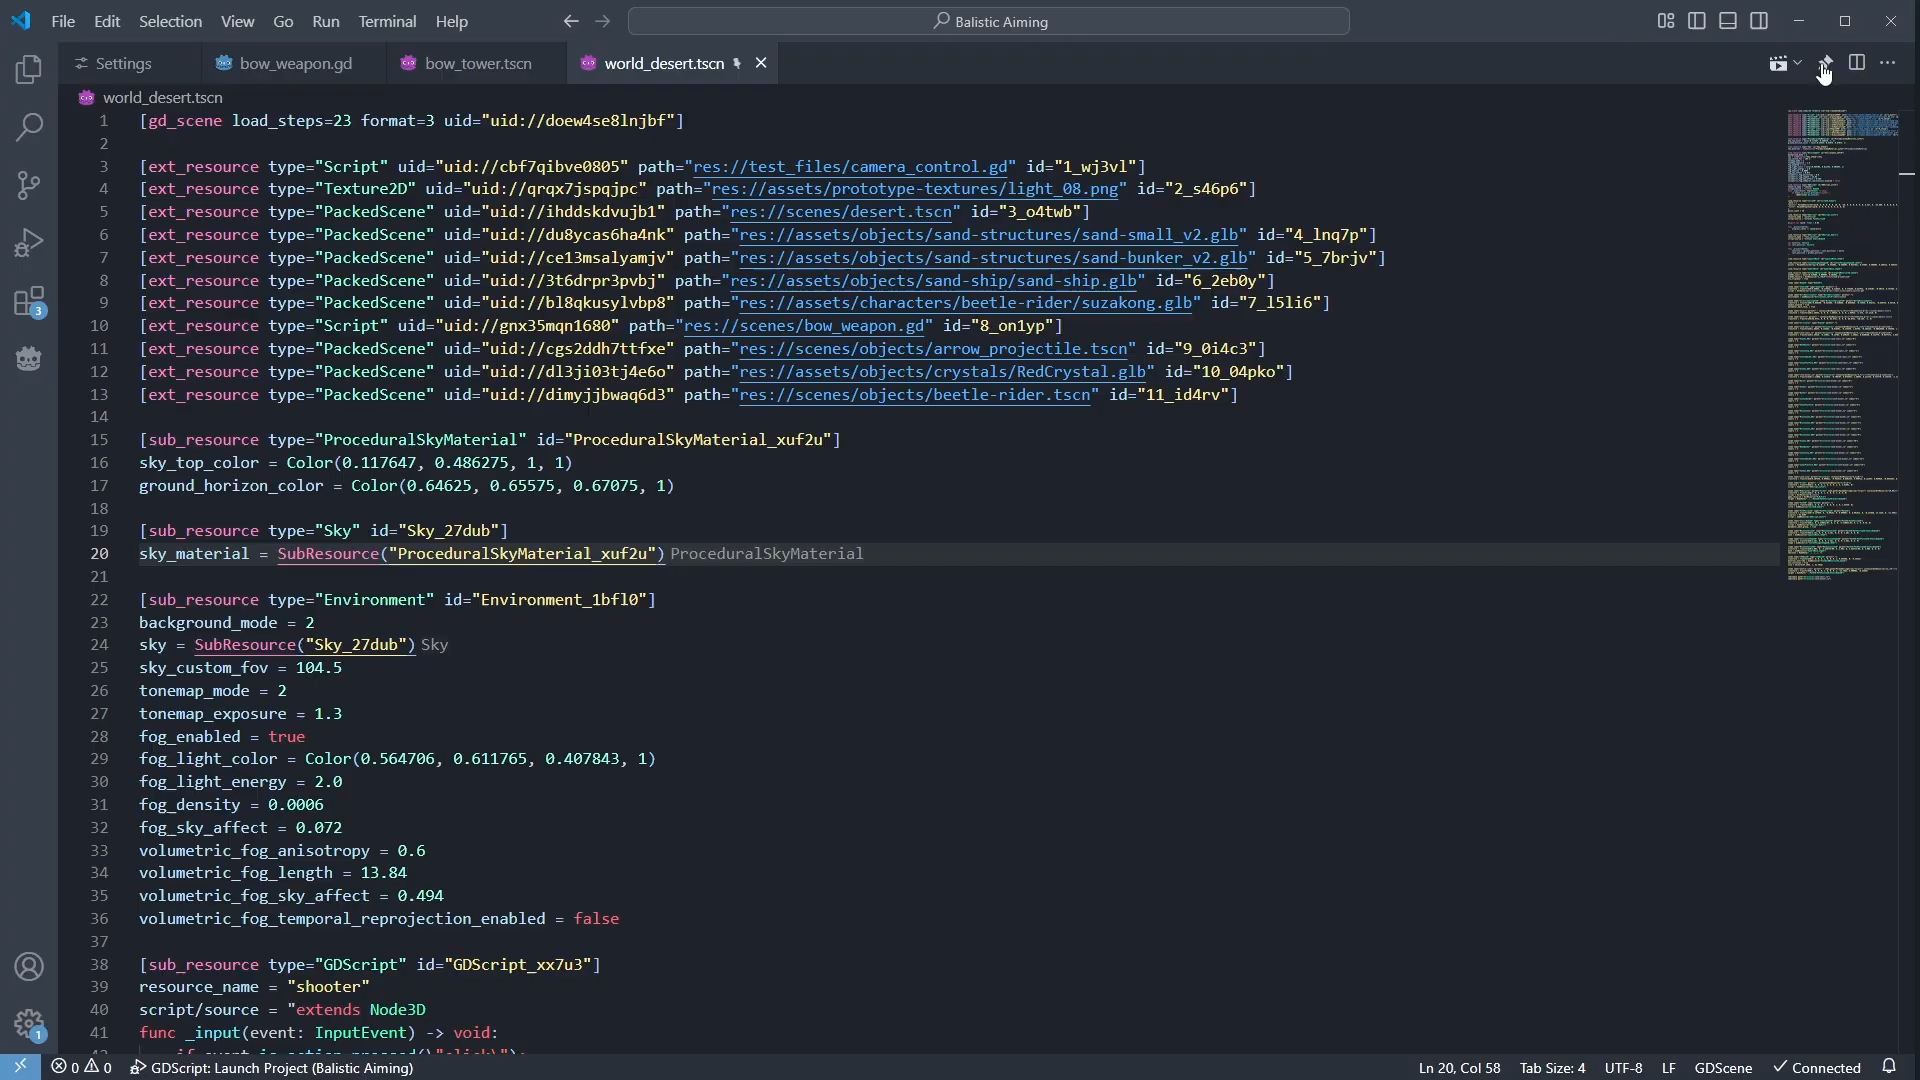 File Edit Selection View Go Run Terminal Help
Balistic Aiming
Settings bow_weapon.gd bow_tower.tscn world_desert.tscn
world_desert.tscn
1 [gd_scene load_steps=23 format=3 uid="uid://doew4se8lnjbf"]
2
3 [ext_resource type="Script" uid="uid://cbf7qibve0805" path="res://test_files/camera_control.gd" id="1_wj3vl"]
4 [ext_resource type="Texture2D" uid="uid://qrqx7jspqjpc" path="res://assets/prototype-textures/light_08.png" id="2_s46p6"]
5 [ext_resource type="PackedScene" uid="uid://ihddskdvujb1" path="res://scenes/desert.tscn" id="3_o4twb"]
6 [ext_resource type="PackedScene" uid="uid://du8ycas6ha4nk" path="res://assets/objects/sand-structures/sand-small_v2.glb" id="4_lnq7p"]
7 [ext_resource type="PackedScene" uid="uid://ce13msalyamjv" path="res://assets/objects/sand-structures/sand-bunker_v2.glb" id="5_7brjv"]
8 [ext_resource type="PackedScene" uid="uid://3t6drpr3pvbj" path="res://assets/objects/sand-ship/sand-ship.glb" id="6_2eb0y"]
9 [ext_resource type="PackedScene" uid="uid://bl8qkusylvbp8" path="res://assets/characters/beetle-rider/suzakong.glb" id="7_l5li6"]
10 [ext_resource type="Script" uid="uid://gnx35mqn1680" path="res://scenes/bow_weapon.gd" id="8_on1yp"]
11 [ext_resource type="PackedScene" uid="uid://cgs2ddh7ttfxe" path="res://scenes/objects/arrow_projectile.tscn" id="9_0i4c3"]
12 [ext_resource type="PackedScene" uid="uid://dl3ji03tj4e6o" path="res://assets/objects/crystals/RedCrystal.glb" id="10_04pko"]
13 [ext_resource type="PackedScene" uid="uid://dimyjjbwaq6d3" path="res://scenes/objects/beetle-rider.tscn" id="11_id4rv"]
14
15 [sub_resource type="ProceduralSkyMaterial" id="ProceduralSkyMaterial_xuf2u"]
16 sky_top_color = Color(0.117647, 0.486275, 1, 1)
17 ground_horizon_color = Color(0.64625, 0.65575, 0.67075, 1)
18
19 [sub_resource type="Sky" id="Sky_27dub"]
20 sky_material = SubResource("ProceduralSkyMaterial_xuf2u") ProceduralSkyMaterial
21
22 [sub_resource type="Environment" id="Environment_1bfl0"]
23 background_mode = 2
24 sky = SubResource("Sky_27dub") Sky
25 sky_custom_fov = 104.5
26 tonemap_mode = 2
27 tonemap_exposure = 1.3
28 fog_enabled = true
29 fog_light_color = Color(0.564706, 0.611765, 0.407843, 1)
30 fog_light_energy = 2.0
31 fog_density = 0.0006
32 fog_sky_affect = 0.072
33 volumetric_fog_anisotropy = 0.6
34 volumetric_fog_length = 13.84
35 volumetric_fog_sky_affect = 0.494
36 volumetric_fog_temporal_reprojection_enabled = false
37
38 [sub_resource type="GDScript" id="GDScript_xx7u3"]
39 resource_name = "shooter"
40 script/source = "extends Node3D
41 func _input(event: InputEvent) -> void:
3
1
0 0 GDScript: Launch Project (Balistic Aiming) Ln 20, Col 58 Tab Size: 4 UTF-8 LF GDScene Connected